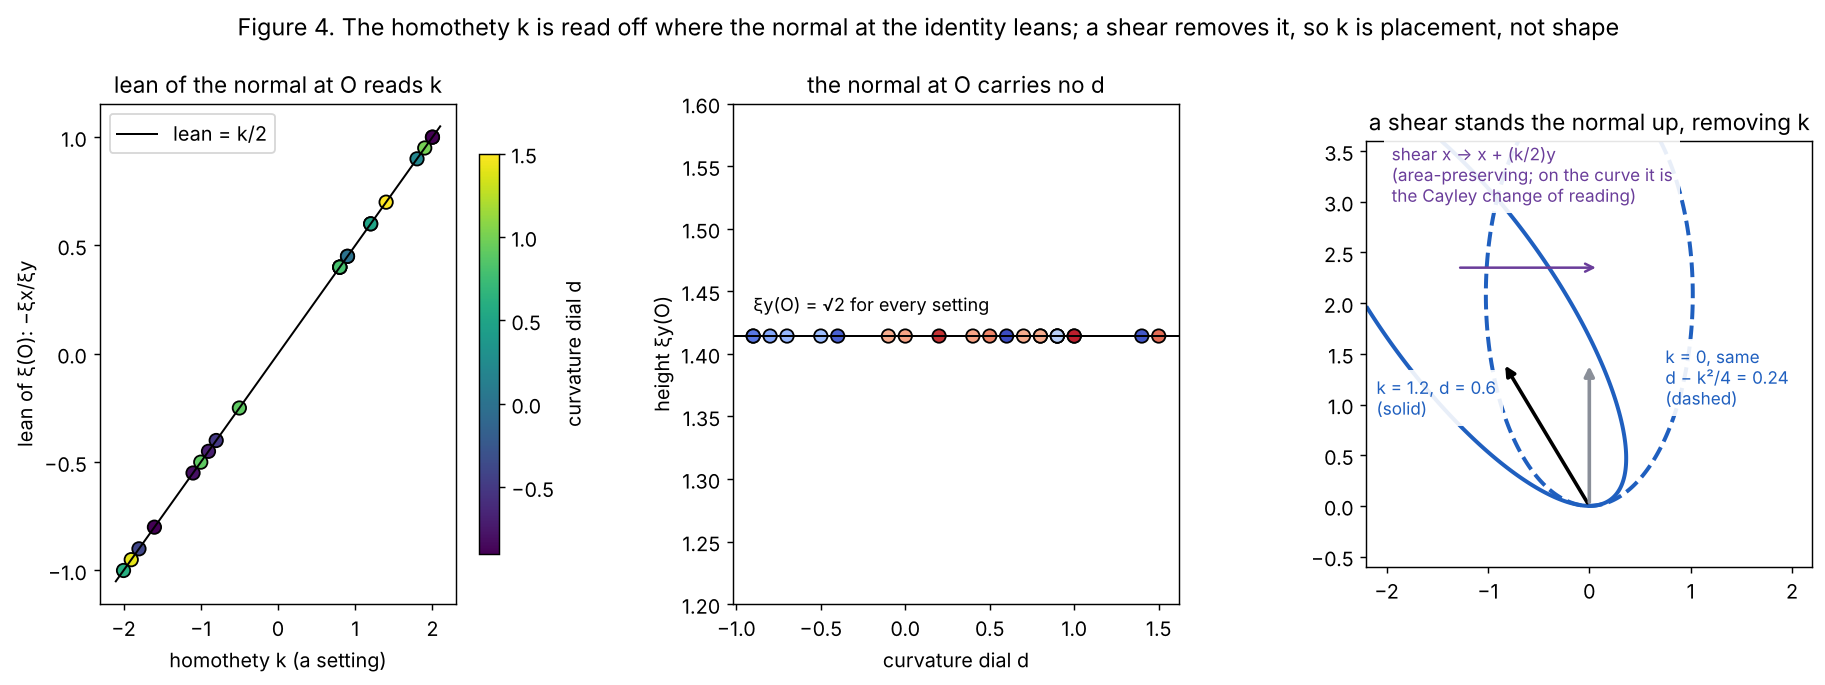 Figure 4. The homothety k is read off where the normal at the identity leans; a shear removes it, so k is placement, not shape
lean of the normal at O reads k
lean = k/2
1.0
0.5
0.0
−0.5
−1.0
lean of ξ(O): −ξx/ξy
−2
−1
0
1
2
homothety k (a setting)
1.5
1.0
0.5
0.0
−0.5
curvature dial d
the normal at O carries no d
1.60
1.55
1.50
1.45
1.40
1.35
1.30
1.25
1.20
height ξy(O)
ξy(O) = √2 for every setting
−1.0
−0.5
0.0
0.5
1.0
1.5
curvature dial d
a shear stands the normal up, removing k
3.5
3.0
2.5
2.0
1.5
1.0
0.5
0.0
−0.5
shear x → x + (k/2)y
(area-preserving; on the curve it is
the Cayley change of reading)
k = 1.2, d = 0.6
(solid)
k = 0, same
d − k²/4 = 0.24
(dashed)
−2
−1
0
1
2